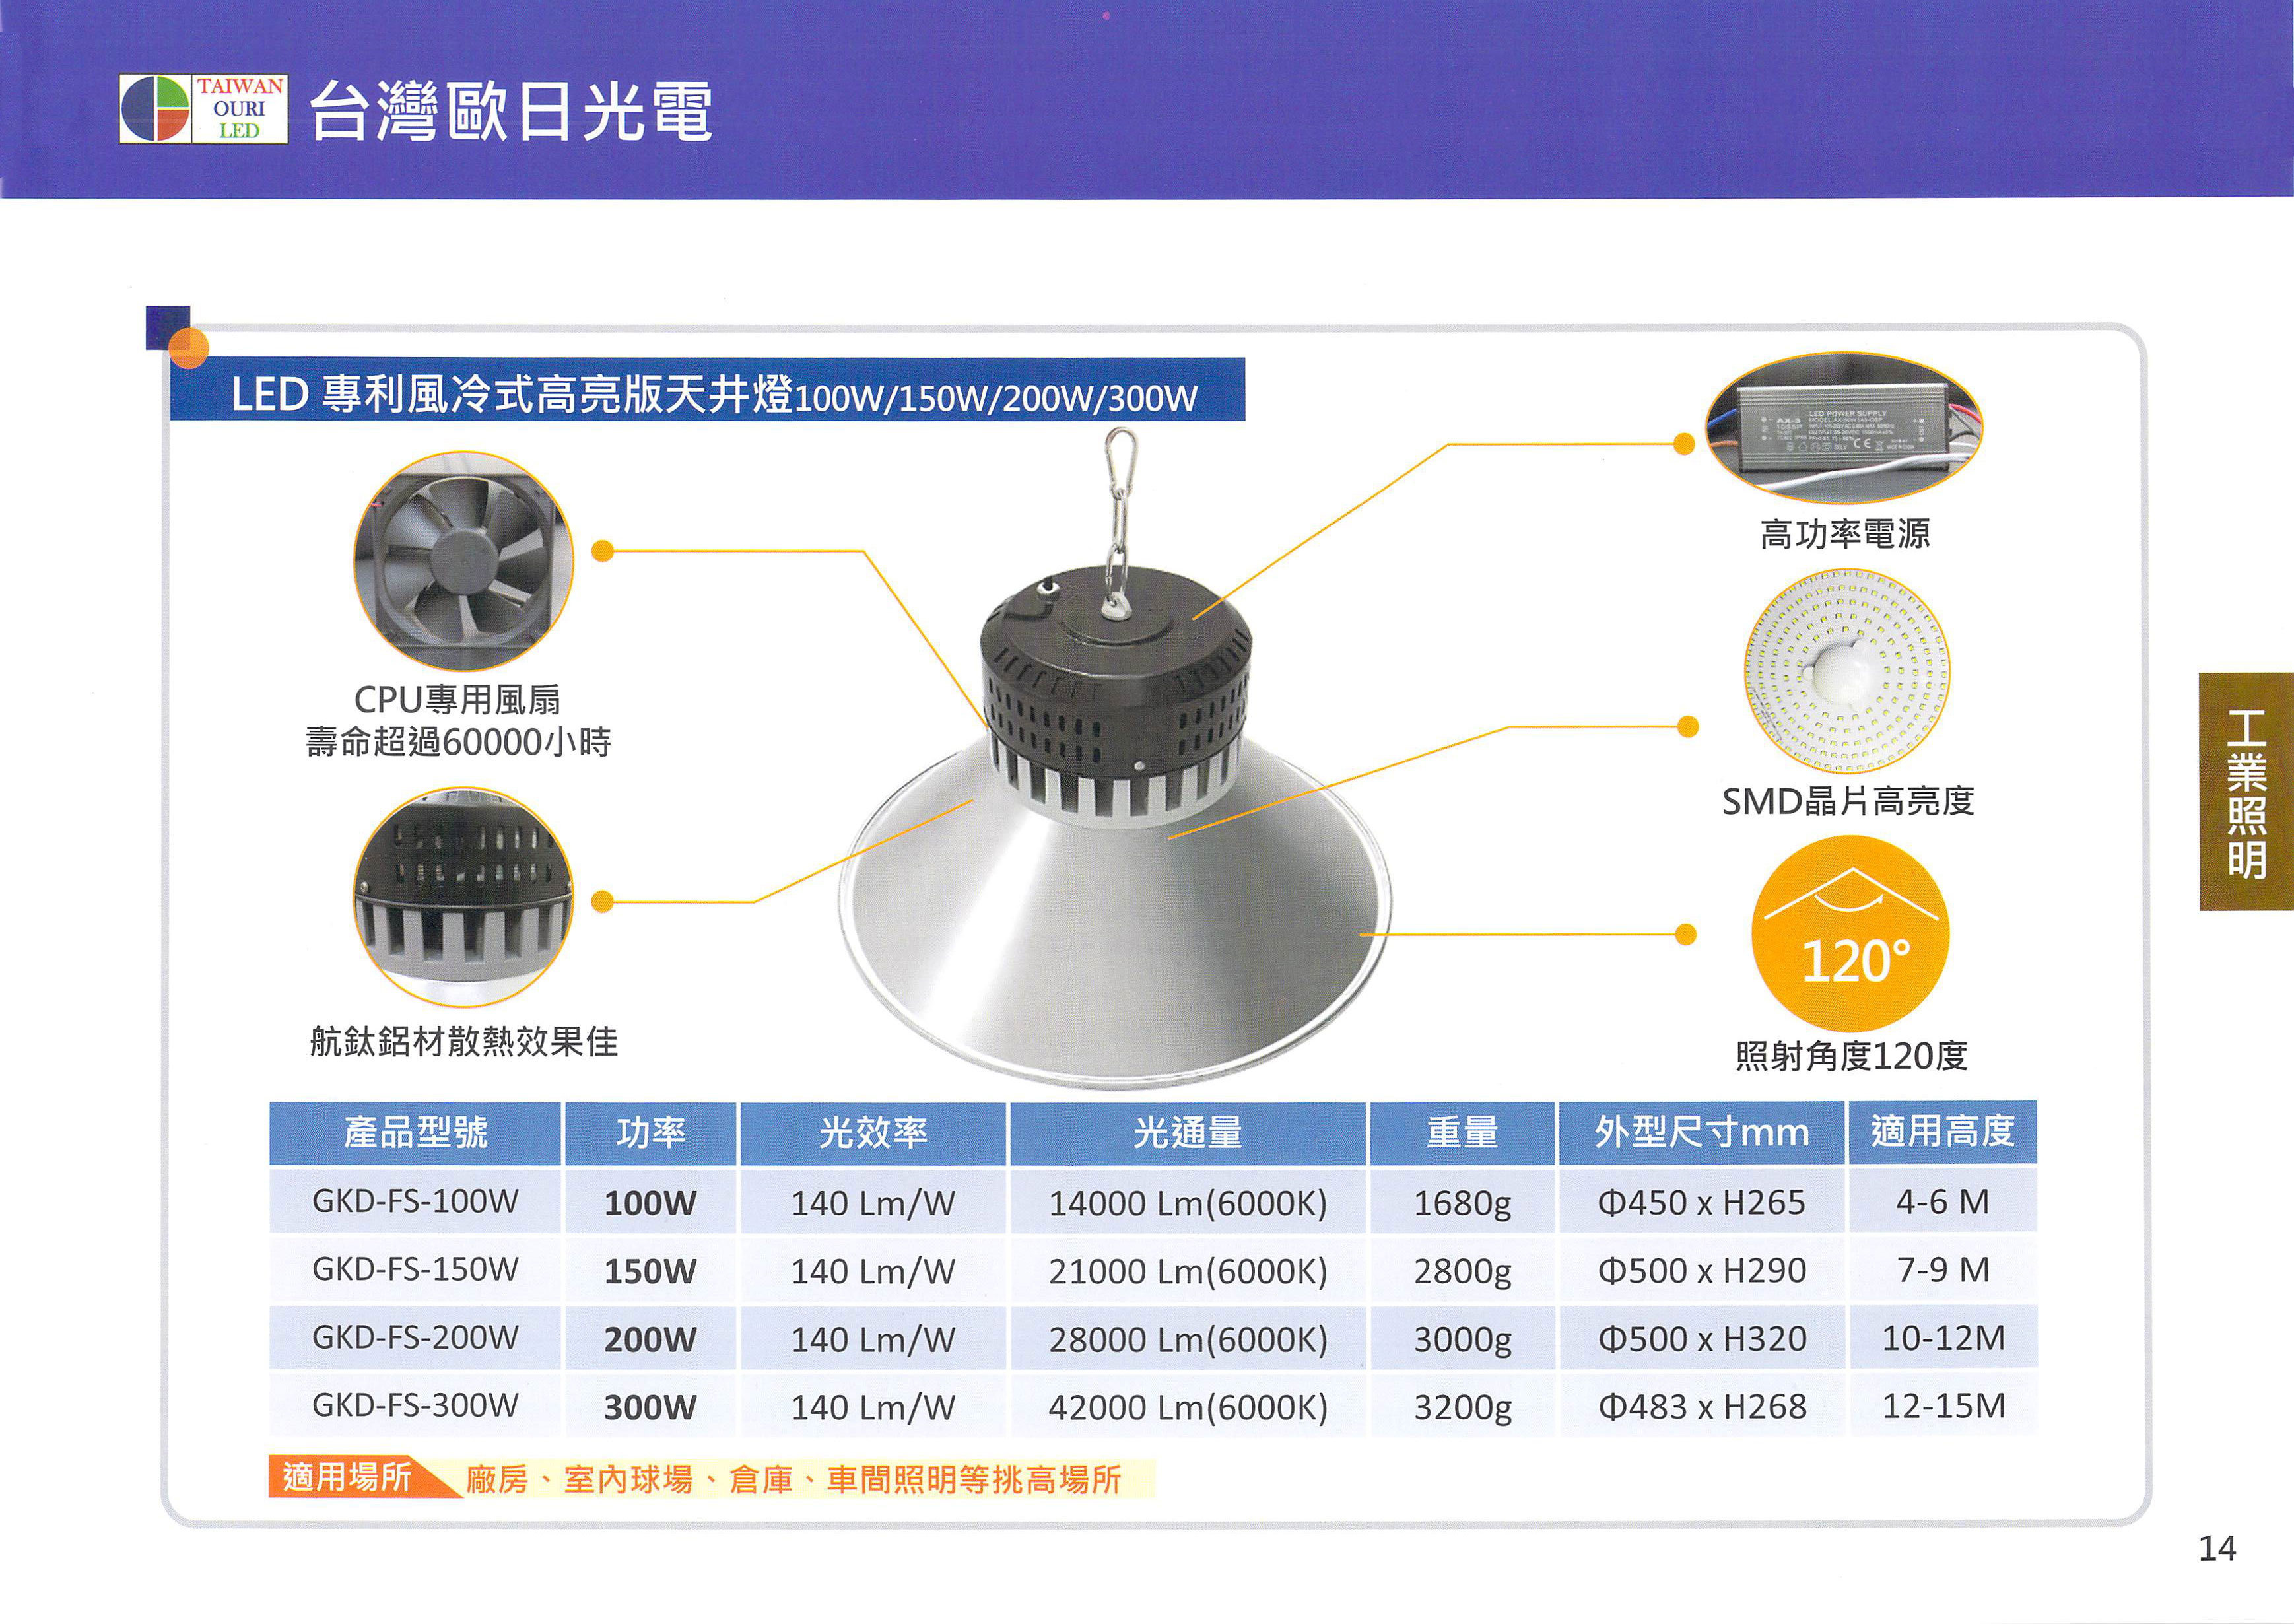 TAIWAN
OURI
LED
台灣歐日光電
LED 專利風冷式高亮版天井燈100W/150W/200W/300W
LED POWER SUPPLY
AX-3
高功率電源
CPU專用風扇
壽命超過60000小時
SMD晶片高亮度
工業照明
120°
航鈦鋁材散熱效果佳
照射角度120度
產品型號 功率 光效率 光通量 重量 外型尺寸mm 適用高度
GKD-FS-100W 100W 140 Lm/W 14000 Lm(6000K) 1680g Φ450 x H265 4-6 M
GKD-FS-150W 150W 140 Lm/W 21000 Lm(6000K) 2800g Φ500 x H290 7-9 M
GKD-FS-200W 200W 140 Lm/W 28000 Lm(6000K) 3000g Φ500 x H320 10-12M
GKD-FS-300W 300W 140 Lm/W 42000 Lm(6000K) 3200g Φ483 x H268 12-15M
適用場所 廠房、室內球場、倉庫、車間照明等挑高場所
14